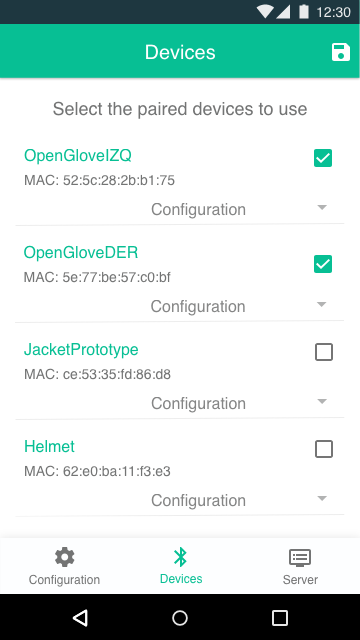 12:30
Devices
Select the paired devices to use
OpenGloveIZQ
MAC: 52:5c:28:2b:b1:75
Configuration
OpenGloveDER
MAC: 5e:77:be:57:c0:bf
Configuration
JacketPrototype
MAC: ce:53:35:fd:86:d8
Configuration
Helmet
MAC: 62:e0:ba:11:f3:e3
Configuration
Configuration Devices Server